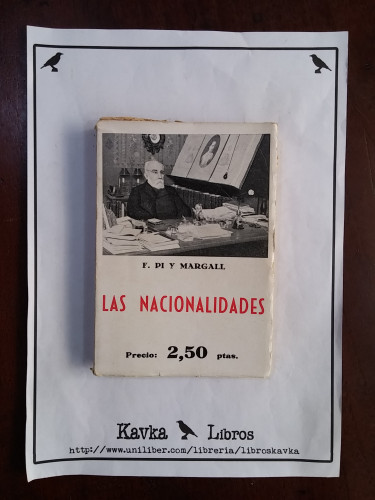 F. PI Y MARGALL
LAS NACIONALIDADES
Precio: 2,50 ptas.
Kavka Libros
http://www.uniliber.com/libreria/libroskavka